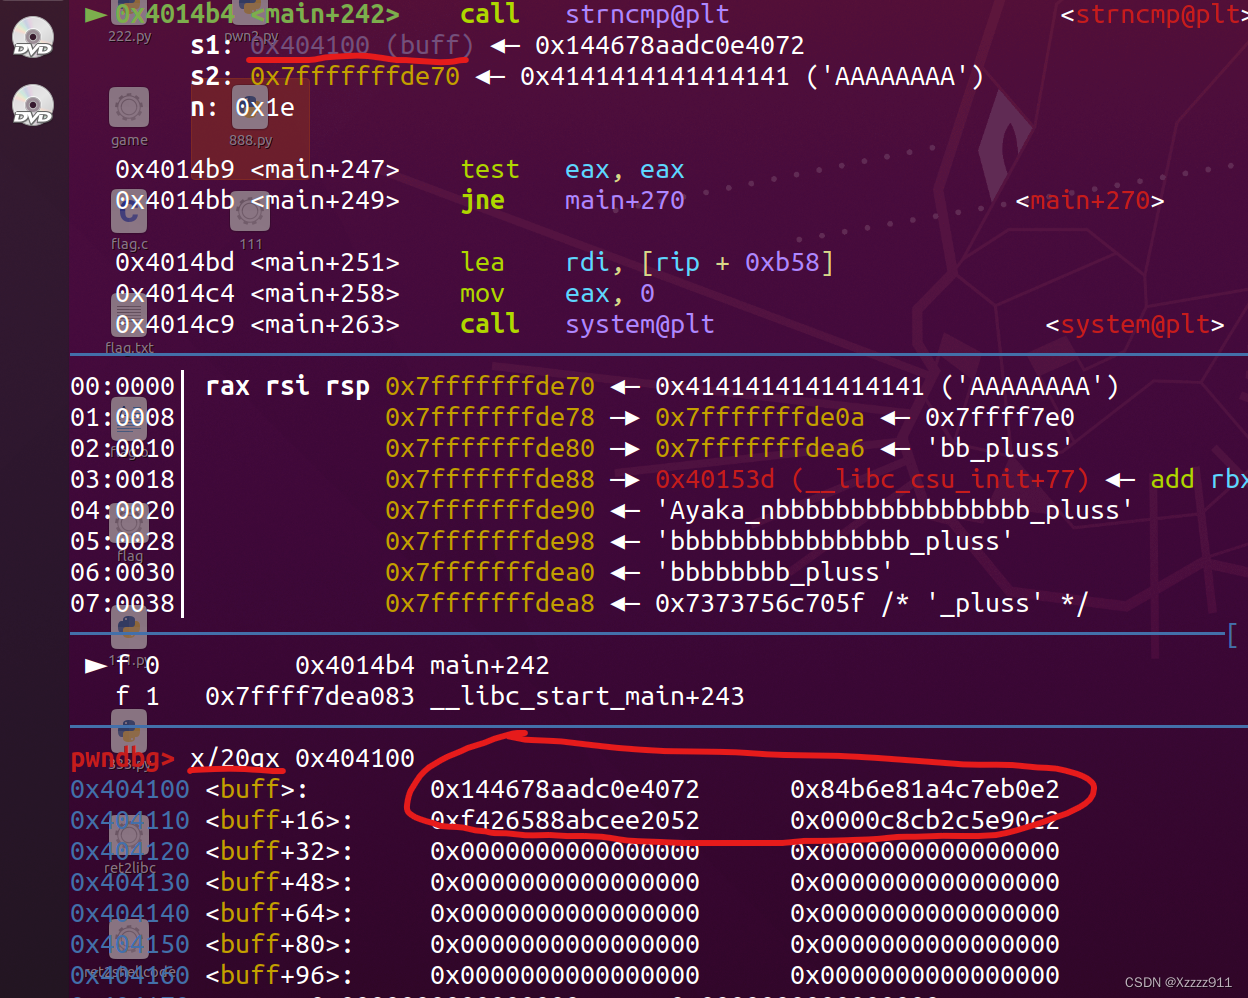 ► 0x4014b4 <main+242> call strncmp@plt <strncmp@plt>
222.py pwn2.py
s1: 0x404100 (buff) ◄— 0x144678aadc0e4072
s2: 0x7fffffffde70 ◄— 0x4141414141414141 ('AAAAAAAA')
n: 0x1e
game 888.py
0x4014b9 <main+247> test eax, eax
0x4014bb <main+249> jne main+270 <main+270>
flag.c 111
0x4014bd <main+251> lea rdi, [rip + 0xb58]
0x4014c4 <main+258> mov eax, 0
0x4014c9 <main+263> call system@plt <system@plt>
flag.txt
00:0000│ rax rsi rsp 0x7fffffffde70 ◄— 0x4141414141414141 ('AAAAAAAA')
01:0008│ 0x7fffffffde78 —► 0x7fffffffde0a ◄— 0x7ffff7e0
02:0010│ 0x7fffffffde80 —► 0x7fffffffdea6 ◄— 'bb_pluss'
03:0018│ 0x7fffffffde88 —► 0x40153d (__libc_csu_init+77) ◄— add rbx
04:0020│ 0x7fffffffde90 ◄— 'Ayaka_nbbbbbbbbbbbbbbbbb_pluss'
05:0028│ 0x7fffffffde98 ◄— 'bbbbbbbbbbbbbbbb_pluss'
flag
06:0030│ 0x7fffffffdea0 ◄— 'bbbbbbbb_pluss'
07:0038│ 0x7fffffffdea8 ◄— 0x7373756c705f /* '_pluss' */
[
► f 0 0x4014b4 main+242
f 1 0x7ffff7dea083 __libc_start_main+243
pwndbg> x/20gx 0x404100
0x404100 <buff>: 0x144678aadc0e4072 0x84b6e81a4c7eb0e2
0x404110 <buff+16>: 0xf426588abcee2052 0x0000c8cb2c5e90c2
0x404120 <buff+32>: 0x0000000000000000 0x0000000000000000
ret2libc
0x404130 <buff+48>: 0x0000000000000000 0x0000000000000000
0x404140 <buff+64>: 0x0000000000000000 0x0000000000000000
0x404150 <buff+80>: 0x0000000000000000 0x0000000000000000
0x404160 <buff+96>: 0x0000000000000000 0x0000000000000000
ret2shellcode
CSDN @Xzzzz911